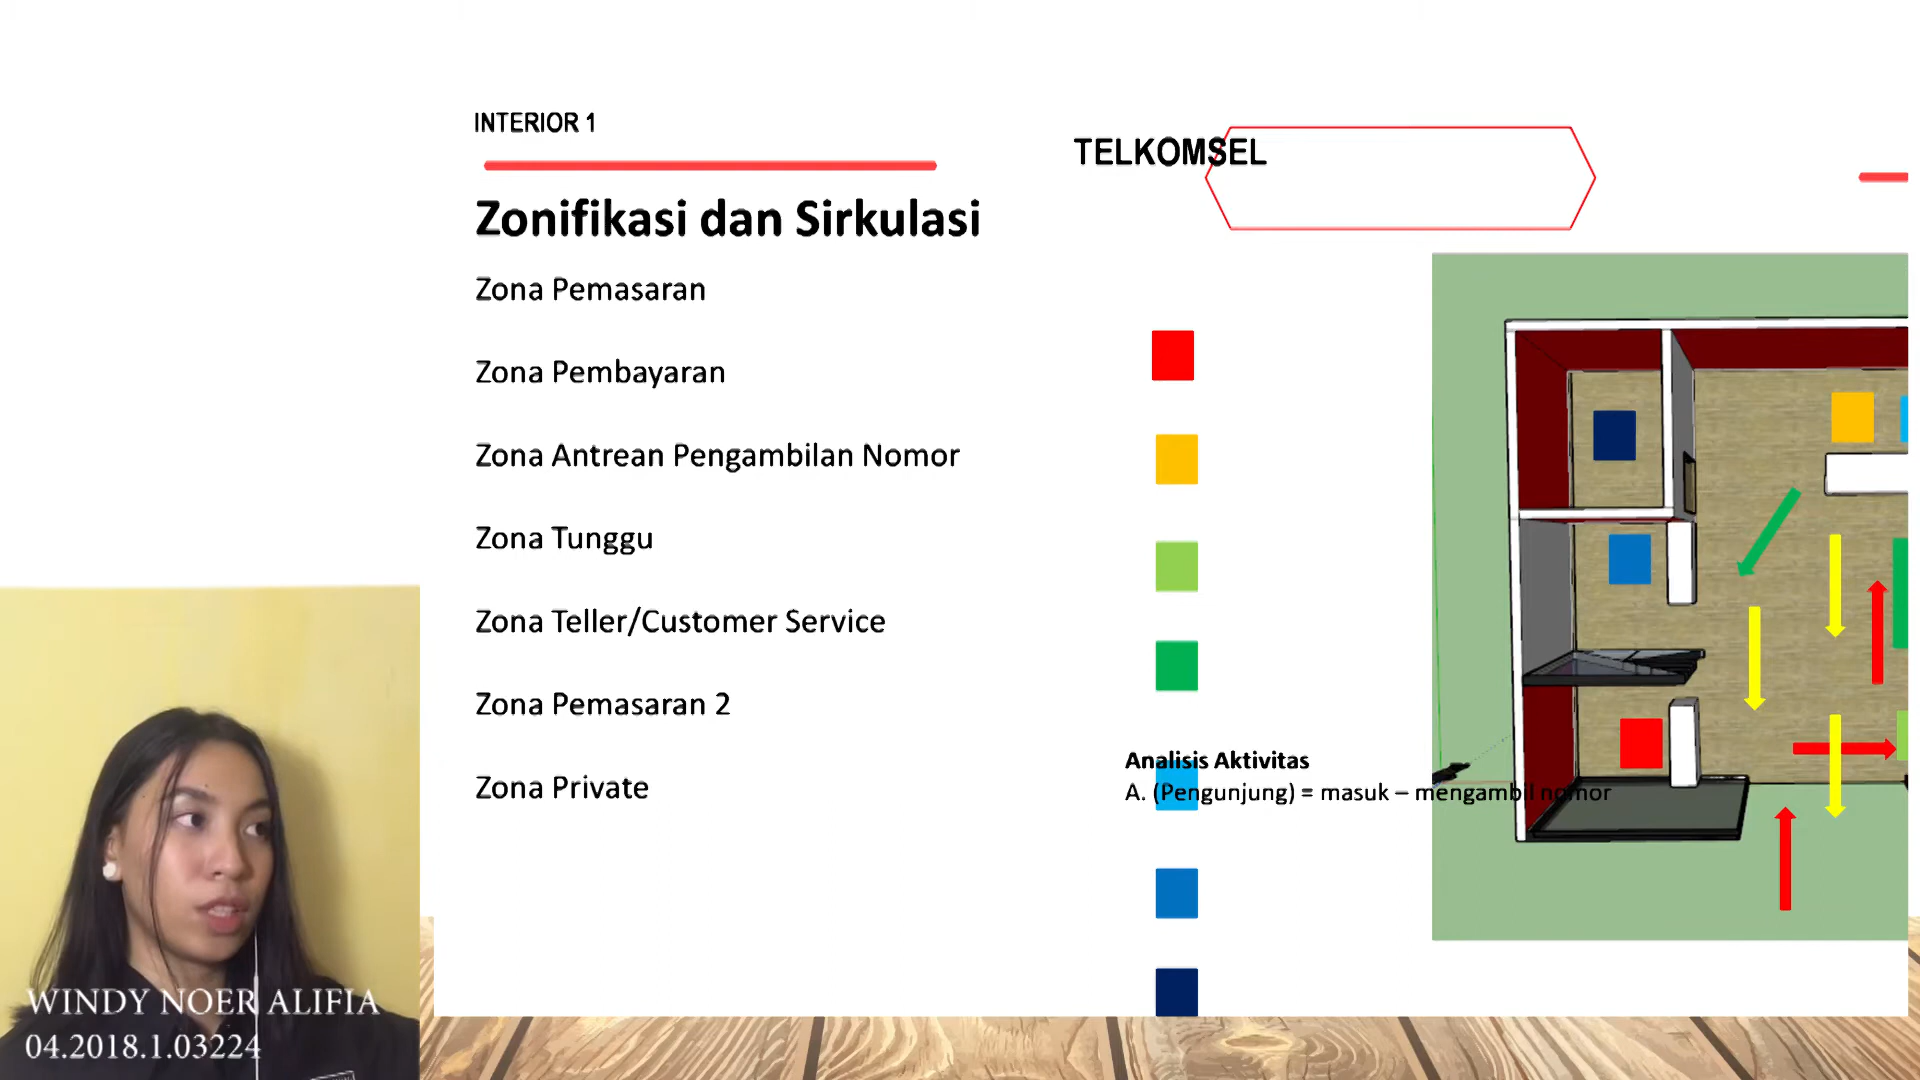 INTERIOR 1
TELKOMSEL
Zonifikasi dan Sirkulasi
Zona Pemasaran
Zona Pembayaran
Zona Antrean Pengambilan Nomor
Zona Tunggu
Zona Teller/Customer Service
Zona Pemasaran 2
Zona Private
Analisis Aktivitas
A. (Pengunjung) = masuk – mengambil nomor
WINDY NOER ALIFIA
04.2018.1.03224